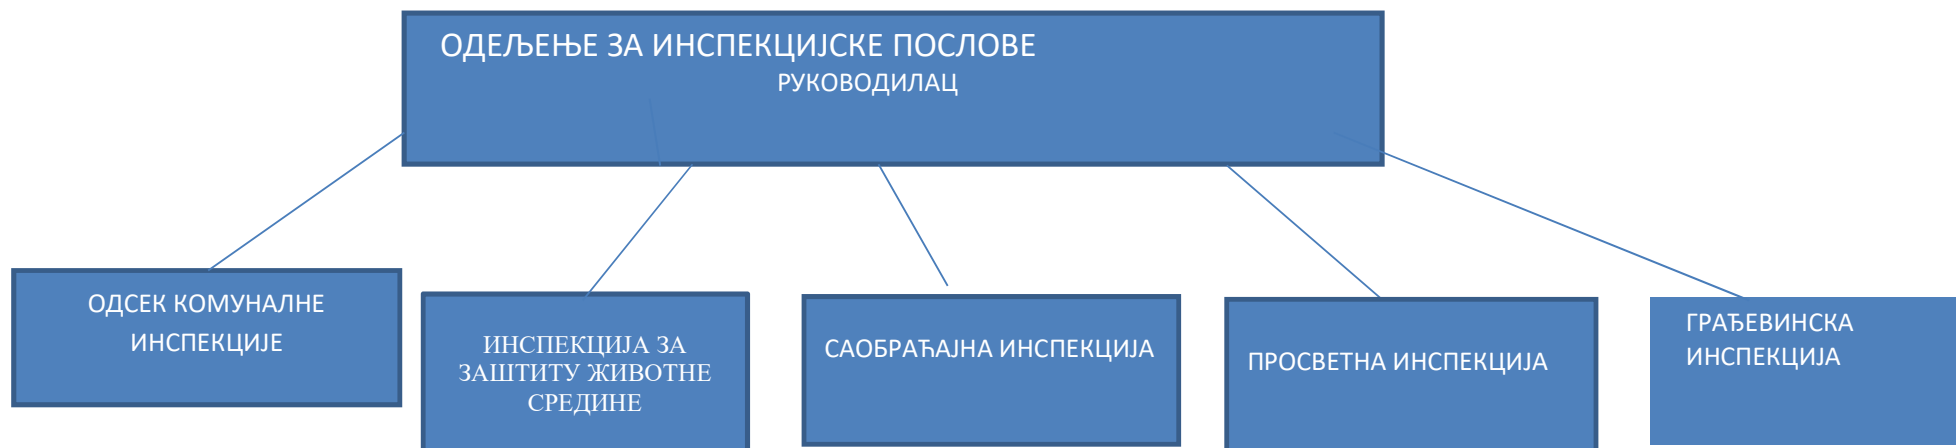 ОДЕЉЕЊЕ ЗА ИНСПЕКЦИЈСКЕ ПОСЛОВЕ
РУКОВОДИЛАЦ
ОДСЕК КОМУНАЛНЕ
ИНСПЕКЦИЈЕ
ИНСПЕКЦИЈА ЗА
ЗАШТИТУ ЖИВОТНЕ
СРЕДИНЕ
САОБРАЋАЈНА ИНСПЕКЦИЈА
ПРОСВЕТНА ИНСПЕКЦИЈА
ГРАЂЕВИНСКА
ИНСПЕКЦИЈА